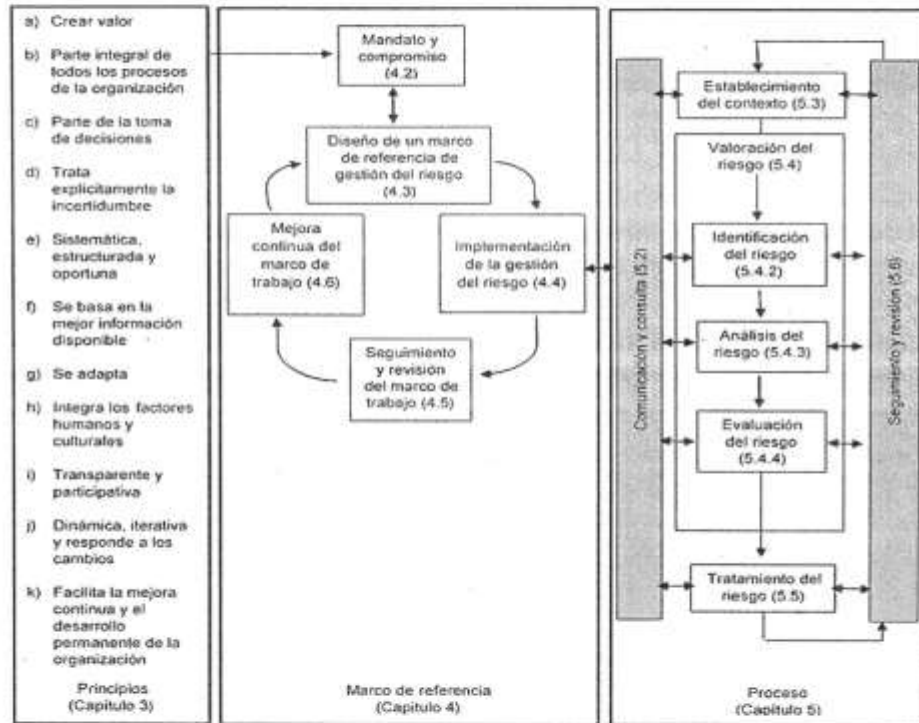 a) Crear valor
b) Parte integral de
todos los procesos
de la organización
c) Parte de la toma
de decisiones
d) Trata
explícitamente la
incertidumbre
e) Sistemática,
estructurada y
oportuna
f) Se basa en la
mejor información
disponible
g) Se adapta
h) Integra los factores
humanos y
culturales
i) Transparente y
participativa
j) Dinámica, iterativa
y responde a los
cambios
k) Facilita la mejora
continua y el
desarrollo
permanente de la
organización
Principios
(Capítulo 3)
Mandato y
compromiso
(4.2)
Diseño de un marco
de referencia de
gestión del riesgo
(4.3)
Mejora
continua del
marco de
trabajo (4.6)
Implementación
de la gestión
del riesgo (4.4)
Seguimiento
y revisión
del marco de
trabajo (4.5)
Marco de referencia
(Capítulo 4)
Comunicación y consulta (5.2)
Establecimiento
del contexto (5.3)
Valoración del
riesgo (5.4)
Identificación
del riesgo
(5.4.2)
Análisis del
riesgo (5.4.3)
Evaluación
del riesgo
(5.4.4)
Tratamiento del
riesgo (5.5)
Seguimiento y revisión (5.6)
Proceso
(Capítulo 5)